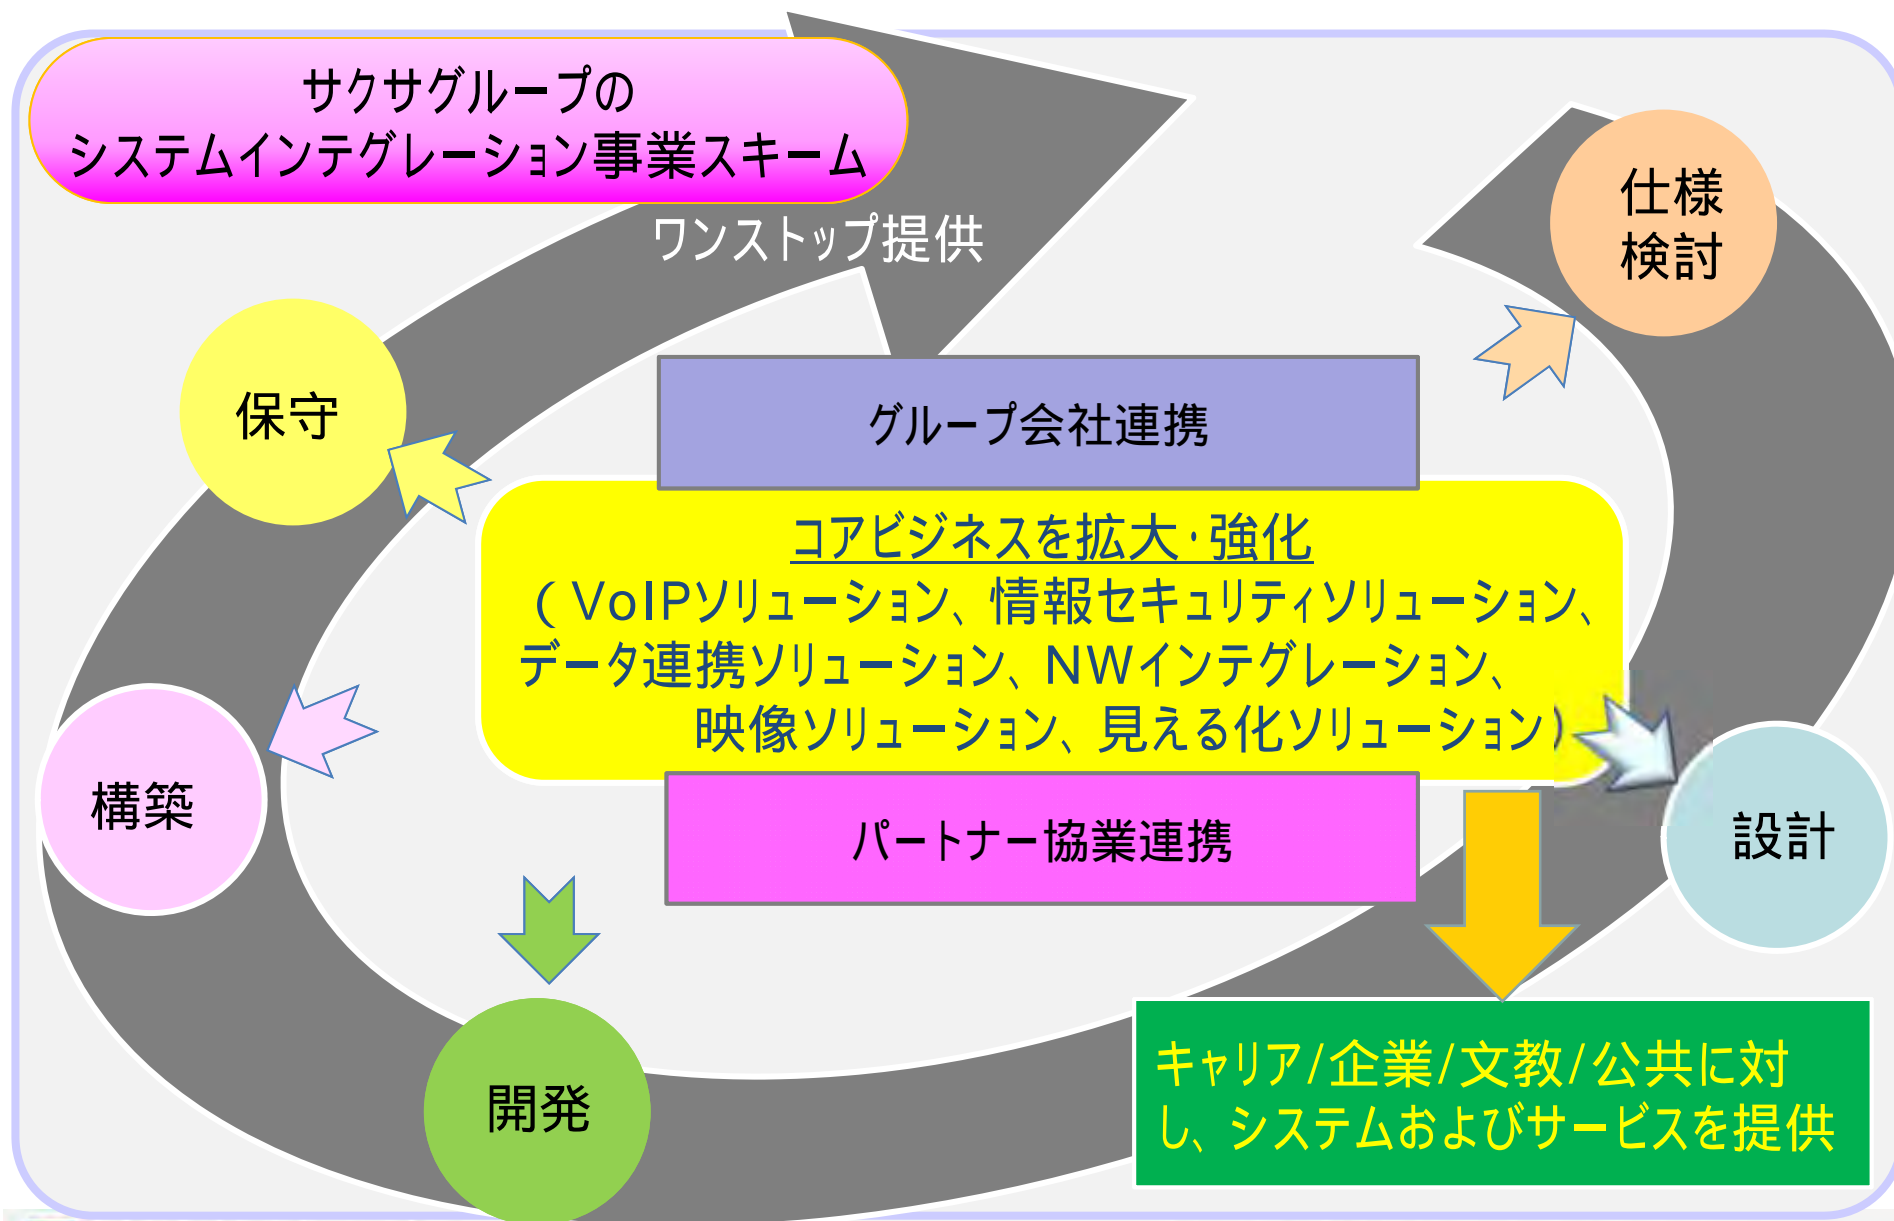 サクサグループの
システムインテグレーション事業スキーム
ワンストップ提供
仕様
検討
保守
グループ会社連携
コアビジネスを拡大・強化
（VoIPソリューション、情報セキュリティソリューション、
データ連携ソリューション、NWインテグレーション、
映像ソリューション、見える化ソリューション）
構築
パートナー協業連携
設計
開発
キャリア/企業/文教/公共に対
し、システムおよびサービスを提供